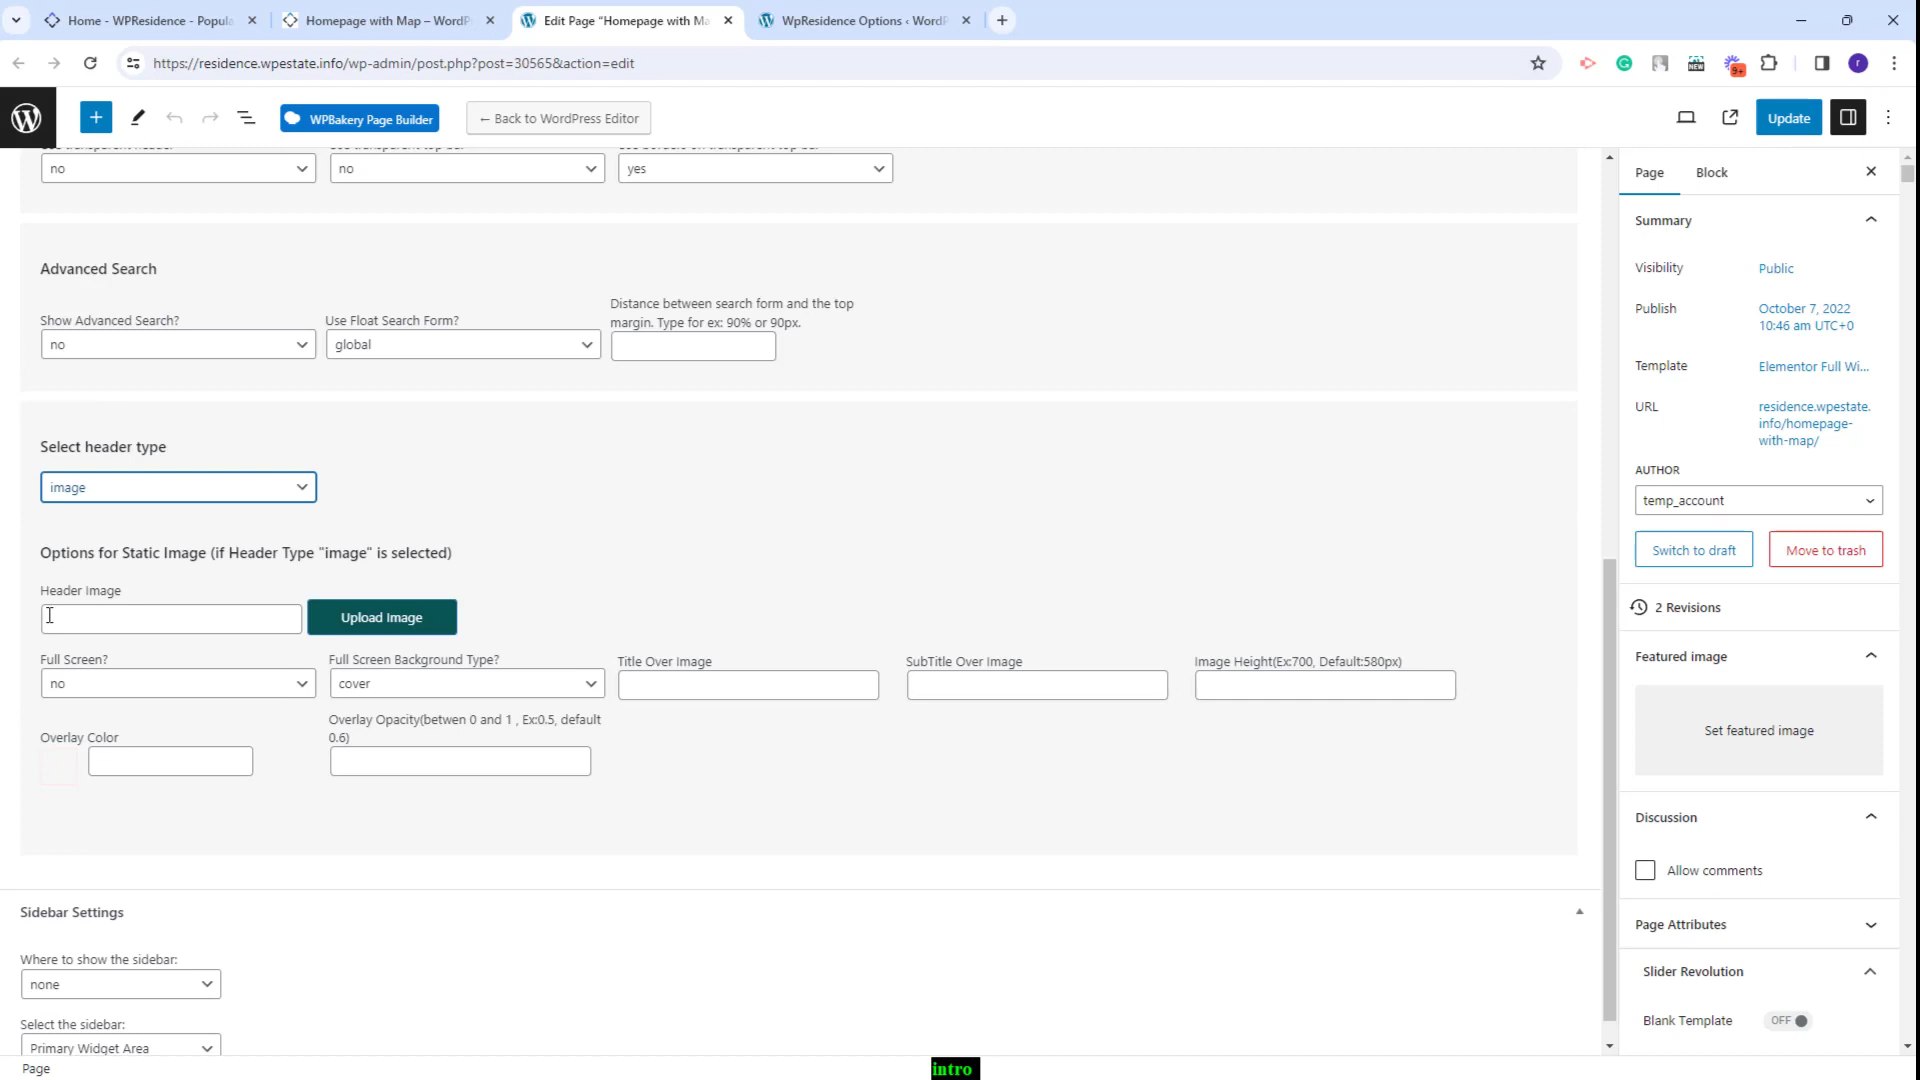 Home - WPResidence - Popula
Homepage with Map – WordP
Edit Page "Homepage with Ma
WpResidence Options ‹ WordP
https://residence.wpestate.info/wp-admin/post.php?post=30565&action=edit
NEW
9+
r
WPBakery Page Builder
← Back to WordPress Editor
Update
no
no
yes
Advanced Search
Distance between search form and the top
margin. Type for ex: 90% or 90px.
Show Advanced Search?
Use Float Search Form?
no
global
Select header type
image
Options for Static Image (if Header Type "image" is selected)
Header Image
Upload Image
Full Screen?
Full Screen Background Type?
Title Over Image
SubTitle Over Image
Image Height(Ex:700, Default:580px)
no
cover
Overlay Color
Overlay Opacity(betwen 0 and 1 , Ex:0.5, default
0.6)
Sidebar Settings
Where to show the sidebar:
none
Select the sidebar:
Primary Widget Area
Page
intro
Page
Block
Summary
Visibility
Public
Publish
October 7, 2022
10:46 am UTC+0
Template
Elementor Full Wi...
URL
residence.wpestate.
info/homepage-
with-map/
AUTHOR
temp_account
Switch to draft
Move to trash
2 Revisions
Featured image
Set featured image
Discussion
Allow comments
Page Attributes
Slider Revolution
Blank Template
OFF